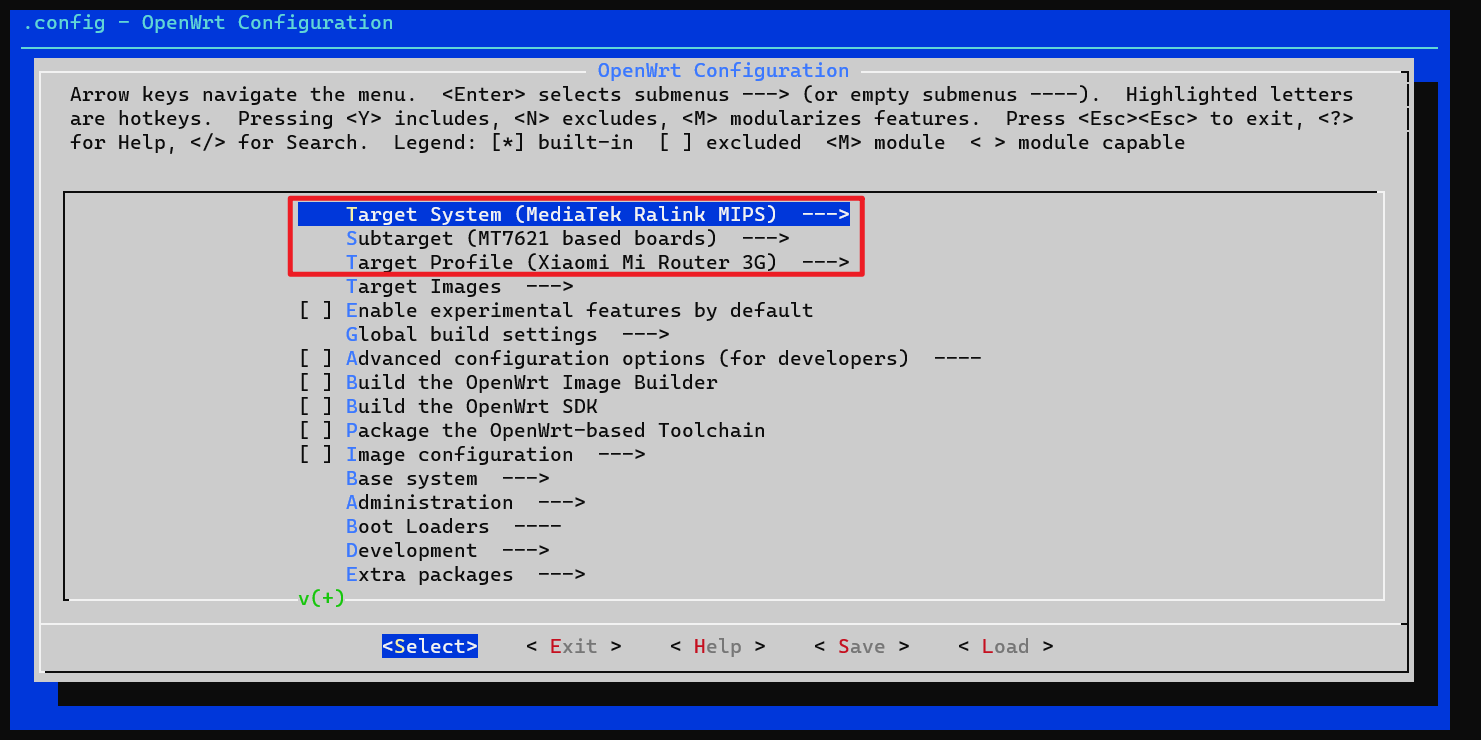 .config - OpenWrt Configuration
OpenWrt Configuration
Arrow keys navigate the menu.  <Enter> selects submenus ---> (or empty submenus ----).  Highlighted letters
are hotkeys.  Pressing <Y> includes, <N> excludes, <M> modularizes features.  Press <Esc><Esc> to exit, <?>
for Help, </> for Search.  Legend: [*] built-in  [ ] excluded  <M> module  < > module capable
Target System (MediaTek Ralink MIPS)  --->
Subtarget (MT7621 based boards)  --->
Target Profile (Xiaomi Mi Router 3G)  --->
Target Images  --->
[ ] Enable experimental features by default
Global build settings  --->
[ ] Advanced configuration options (for developers)  ----
[ ] Build the OpenWrt Image Builder
[ ] Build the OpenWrt SDK
[ ] Package the OpenWrt-based Toolchain
[ ] Image configuration  --->
Base system  --->
Administration  --->
Boot Loaders  ----
Development  --->
Extra packages  --->
v(+)
<Select>    < Exit >    < Help >    < Save >    < Load >